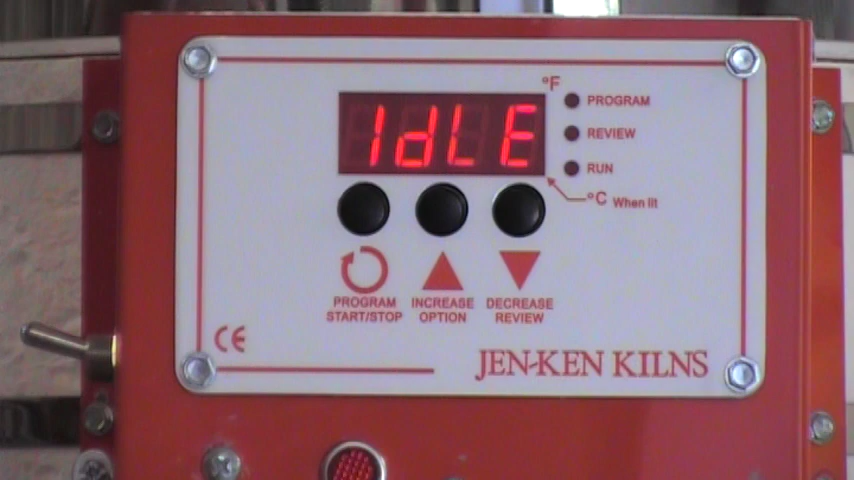 °F
IdLE
PROGRAM
REVIEW
RUN
°C When lit
PROGRAM START/STOP
INCREASE OPTION
DECREASE REVIEW
CE
JEN-KEN KILNS